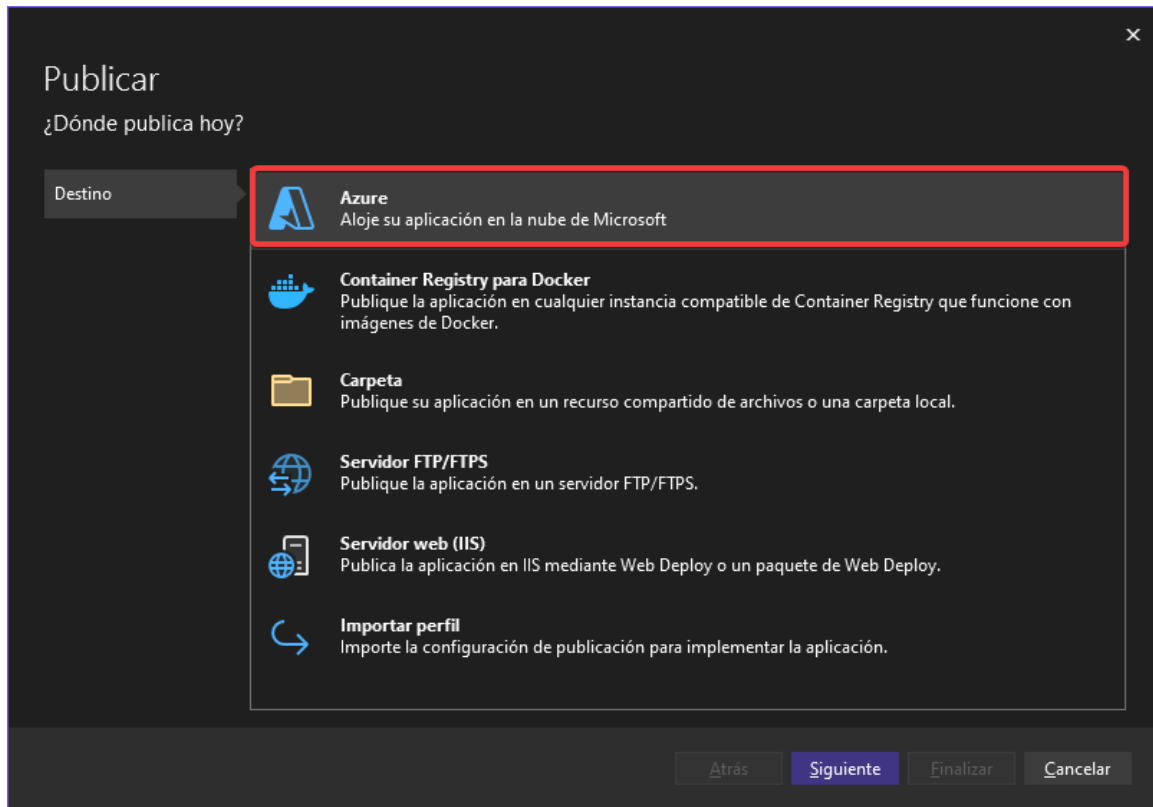 Publicar
¿Dónde publica hoy?
Destino
Azure
Aloje su aplicación en la nube de Microsoft
Container Registry para Docker
Publique la aplicación en cualquier instancia compatible de Container Registry que funcione con
imágenes de Docker.
Carpeta
Publique su aplicación en un recurso compartido de archivos o una carpeta local.
Servidor FTP/FTPS
Publique la aplicación en un servidor FTP/FTPS.
Servidor web (IIS)
Publica la aplicación en IIS mediante Web Deploy o un paquete de Web Deploy.
Importar perfil
Importe la configuración de publicación para implementar la aplicación.
Atrás Siguiente Finalizar Cancelar